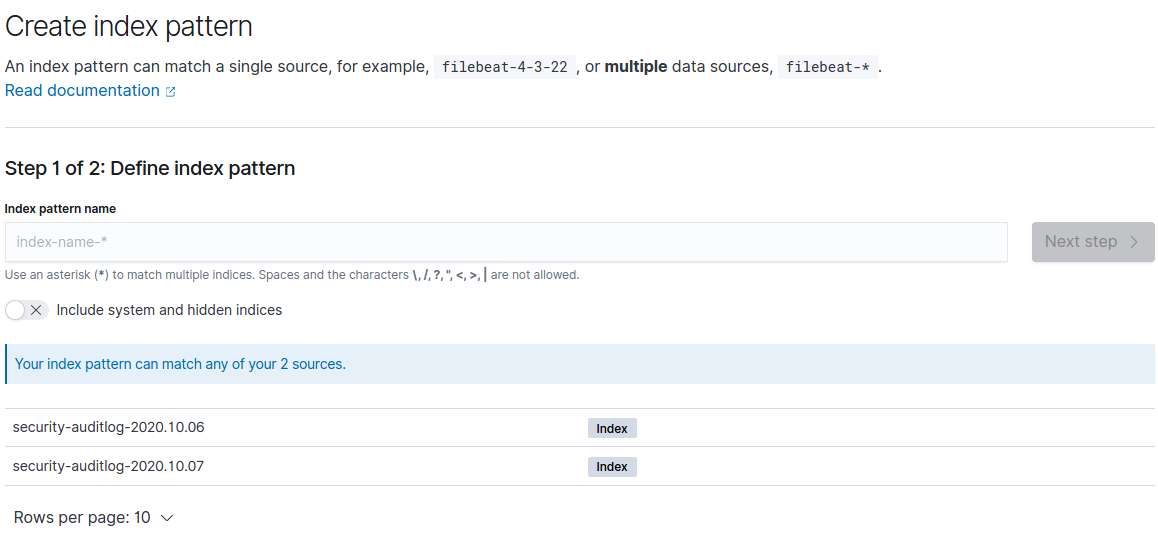 Create index pattern
An index pattern can match a single source, for example, filebeat-4-3-22 , or multiple data sources, filebeat-* .
Read documentation
Step 1 of 2: Define index pattern
Index pattern name
index-name-*
Next step
Use an asterisk (*) to match multiple indices. Spaces and the characters \, /, ?, ", <, >, | are not allowed.
Include system and hidden indices
Your index pattern can match any of your 2 sources.
security-auditlog-2020.10.06 Index
security-auditlog-2020.10.07 Index
Rows per page: 10